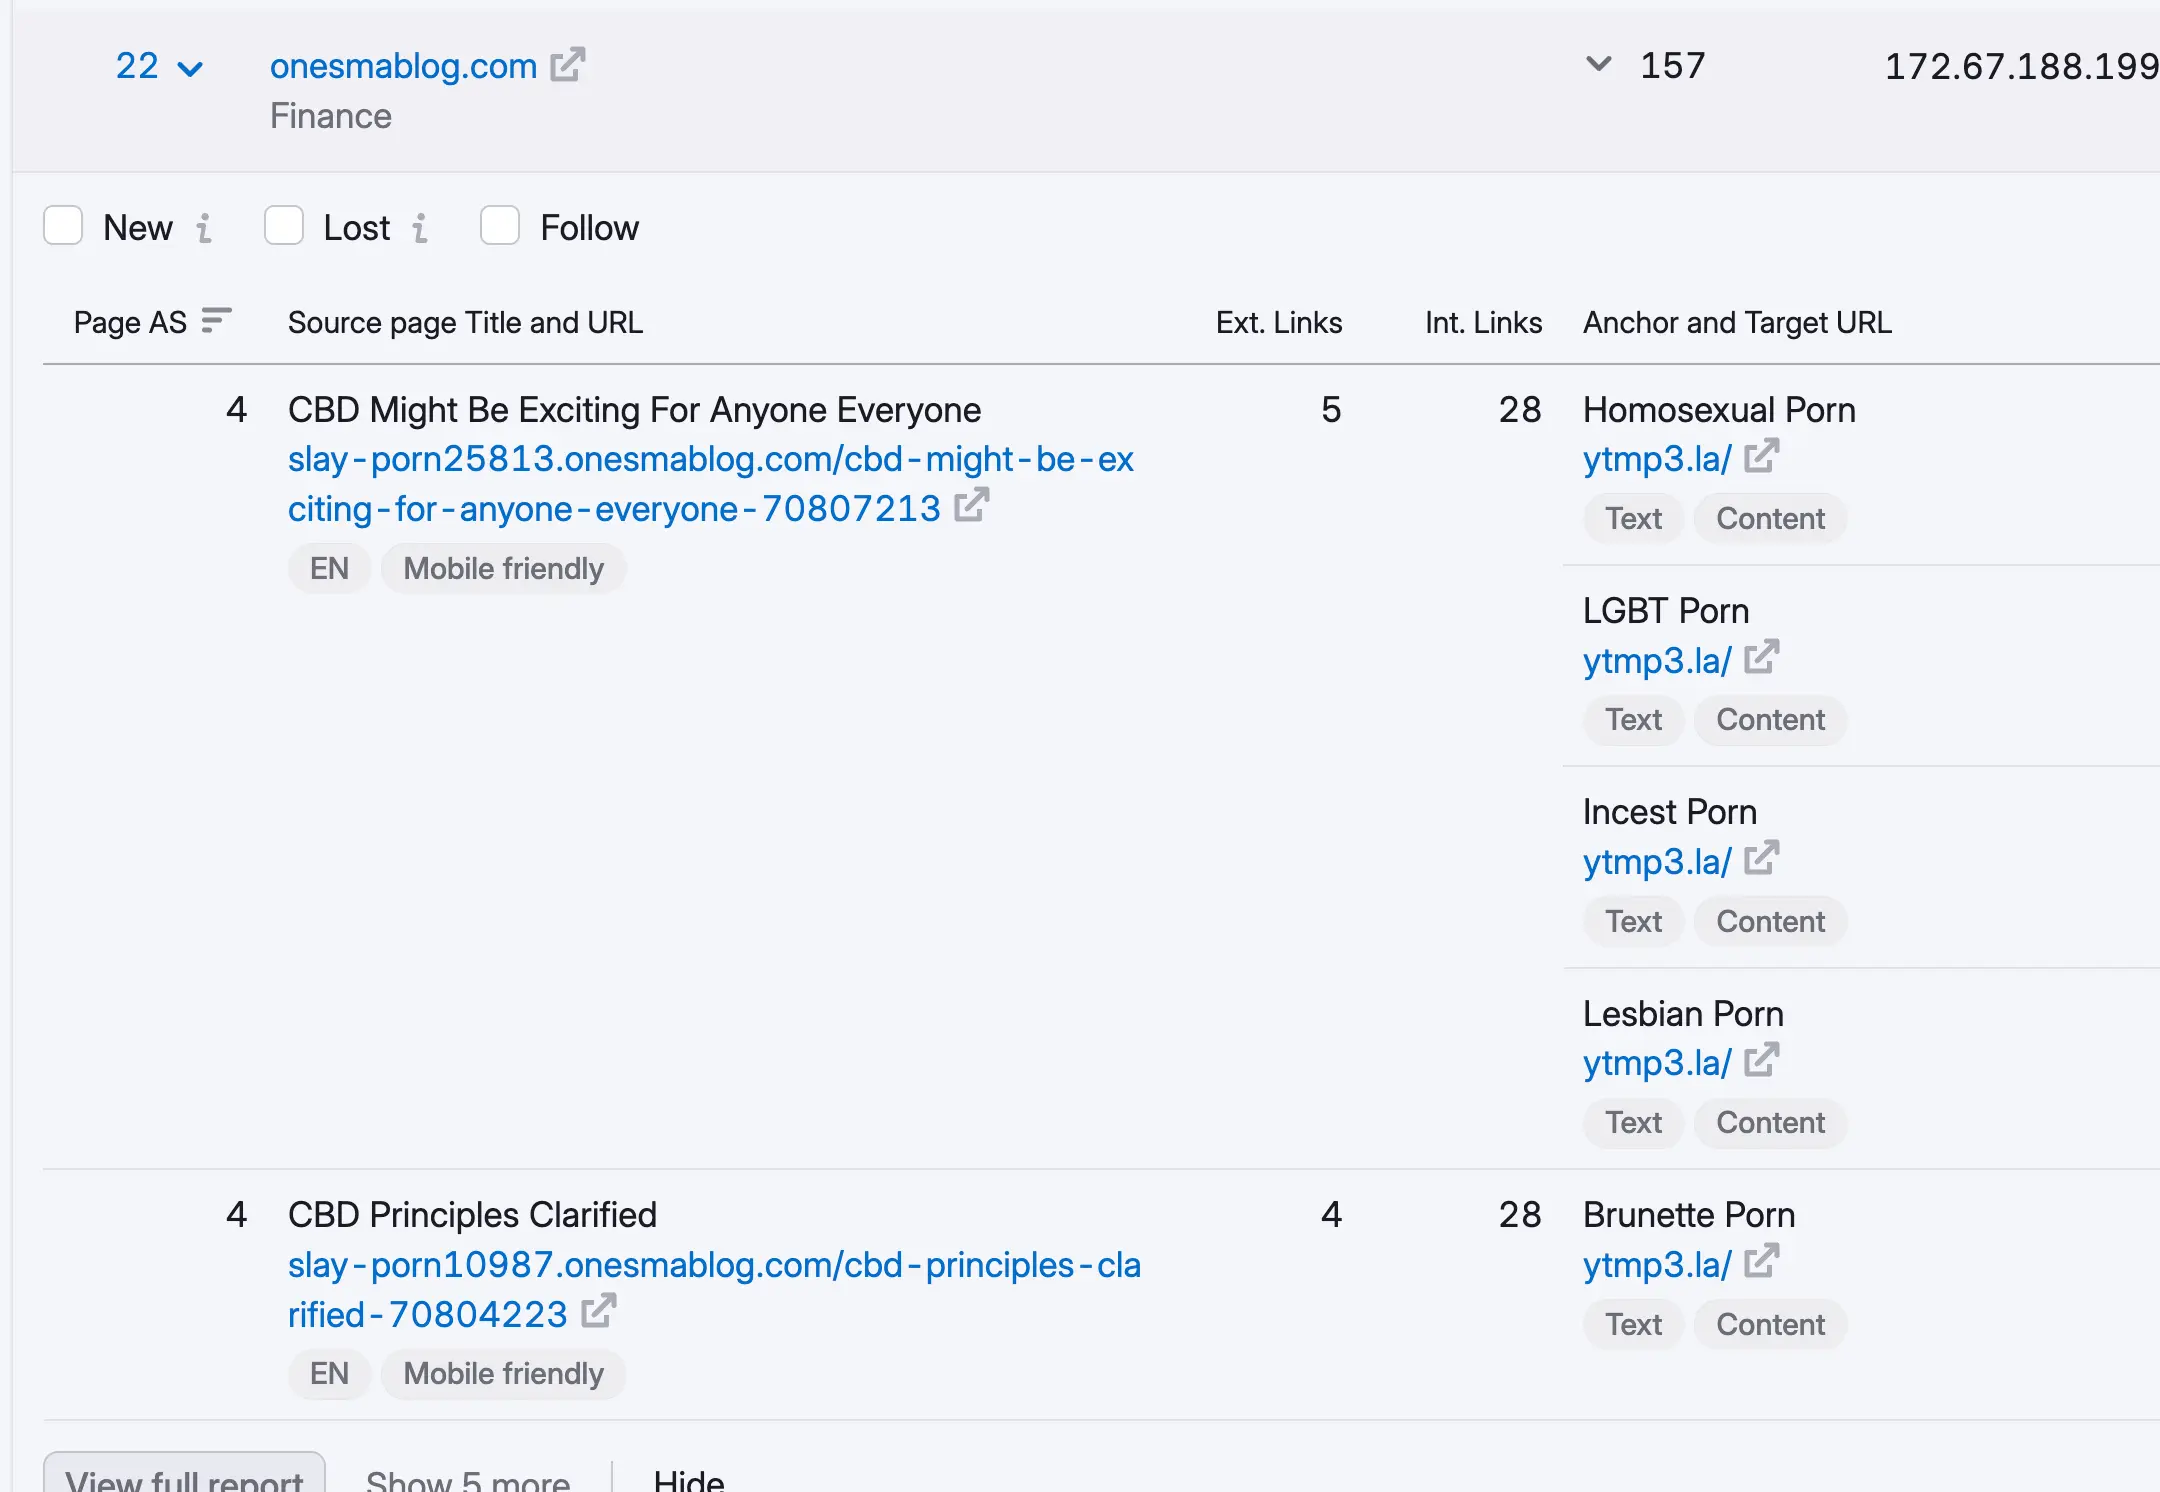 22
onesmablog.com
157
172.67.188.199
Finance
New i Lost i Follow
Page AS Source page Title and URL Ext. Links Int. Links Anchor and Target URL
4 CBD Might Be Exciting For Anyone Everyone 5 28 Homosexual Porn
slay-porn25813.onesmablog.com/cbd-might-be-ex ytmp3.la/
citing-for-anyone-everyone-70807213
Text Content
EN Mobile friendly
LGBT Porn
ytmp3.la/
Text Content
Incest Porn
ytmp3.la/
Text Content
Lesbian Porn
ytmp3.la/
Text Content
4 CBD Principles Clarified 4 28 Brunette Porn
slay-porn10987.onesmablog.com/cbd-principles-cla ytmp3.la/
rified-70804223
Text Content
EN Mobile friendly
View full report Show 5 more Hide